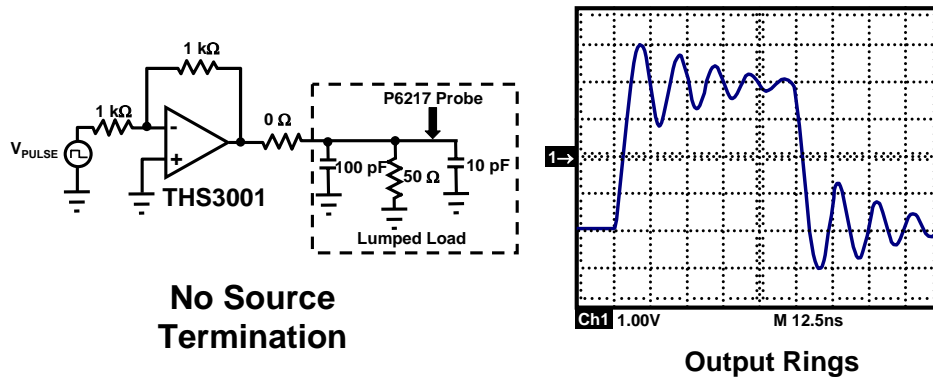 1 kΩ
1 kΩ
0 Ω
P6217 Probe
VPULSE
-
+
THS3001
100 pF
50 Ω
10 pF
Lumped Load
No Source
Termination
1→
Ch1 1.00V M 12.5ns
Output Rings